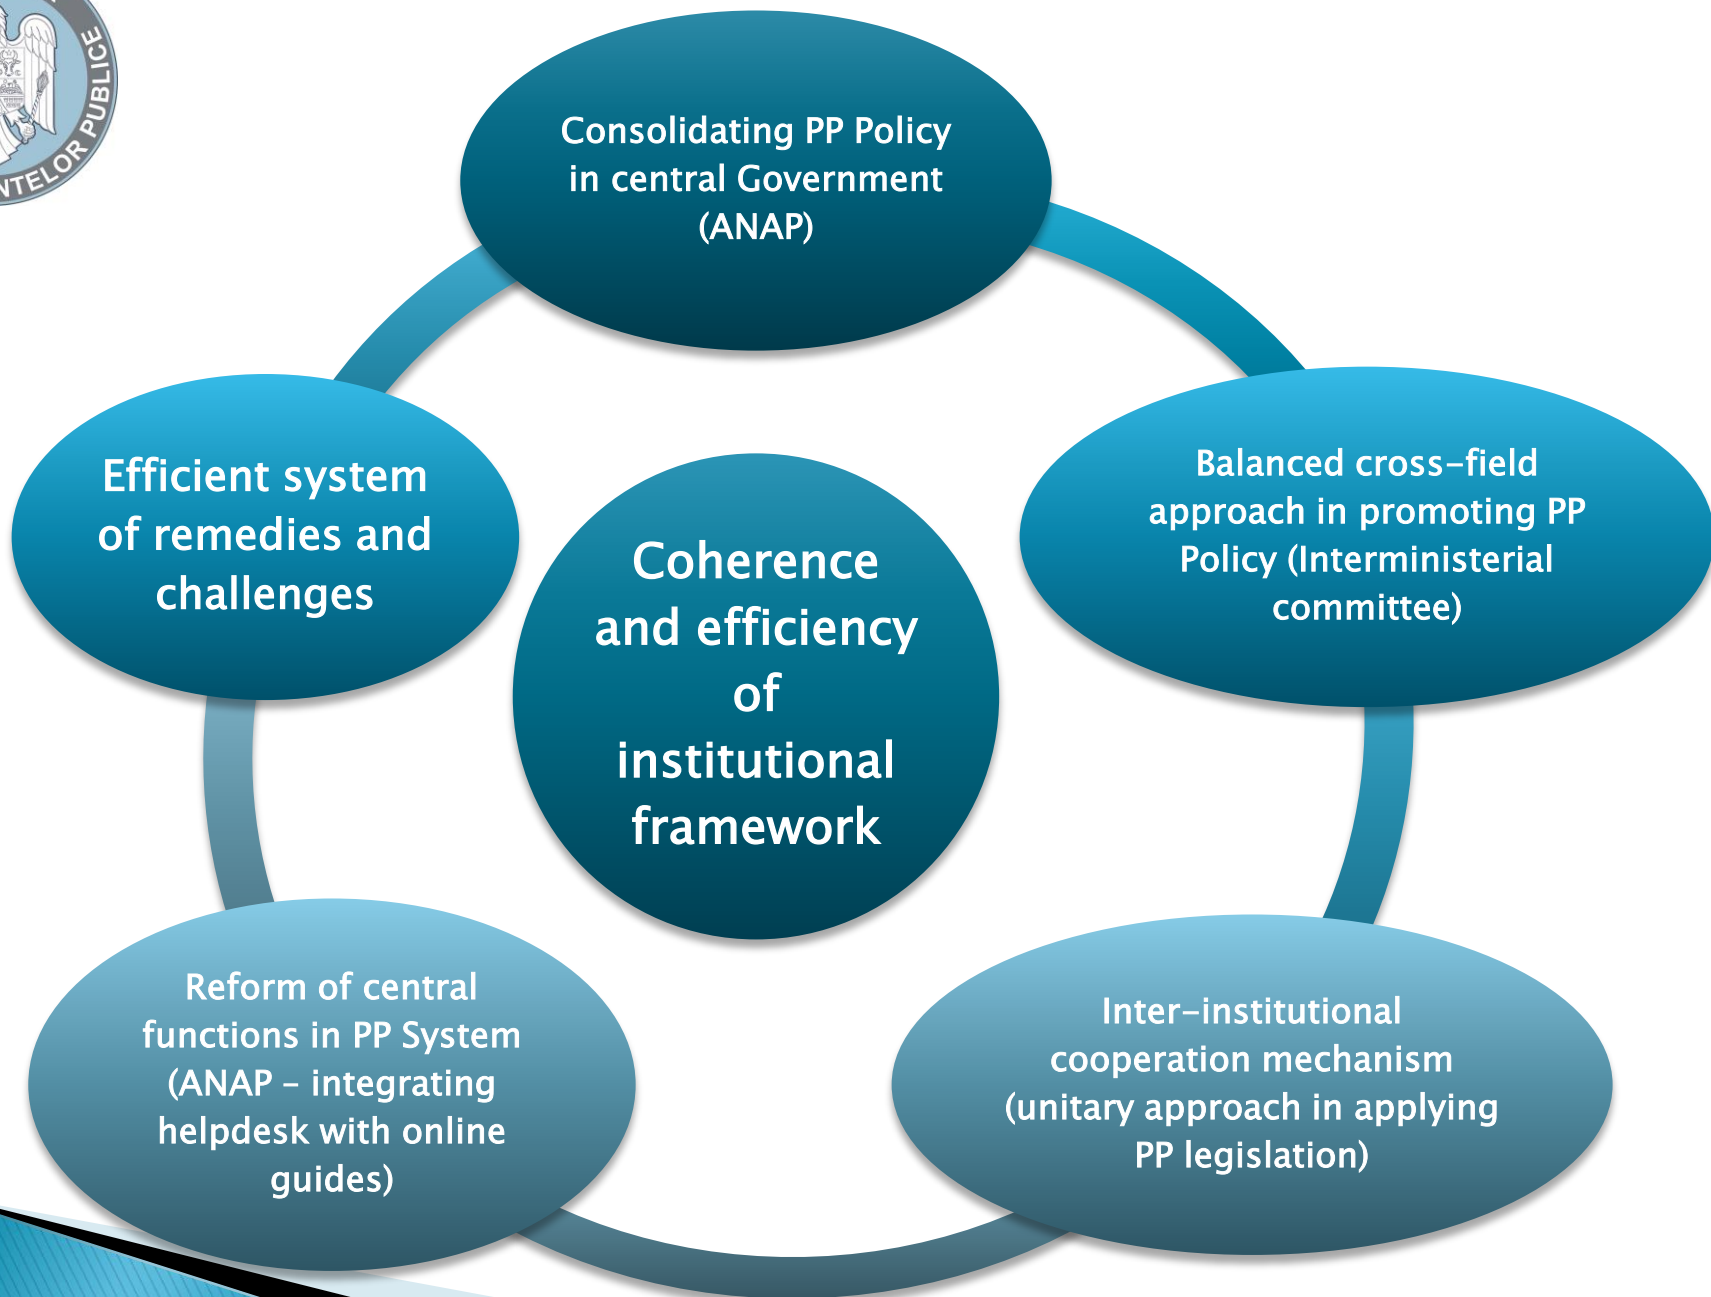 NTELOR PUBLICE
Consolidating PP Policy
in central Government
(ANAP)
Balanced cross-field
approach in promoting PP
Policy (Interministerial
committee)
Efficient system
of remedies and
challenges
Coherence
and efficiency
of
institutional
framework
Inter-institutional
cooperation mechanism
(unitary approach in applying
PP legislation)
Reform of central
functions in PP System
(ANAP - integrating
helpdesk with online
guides)